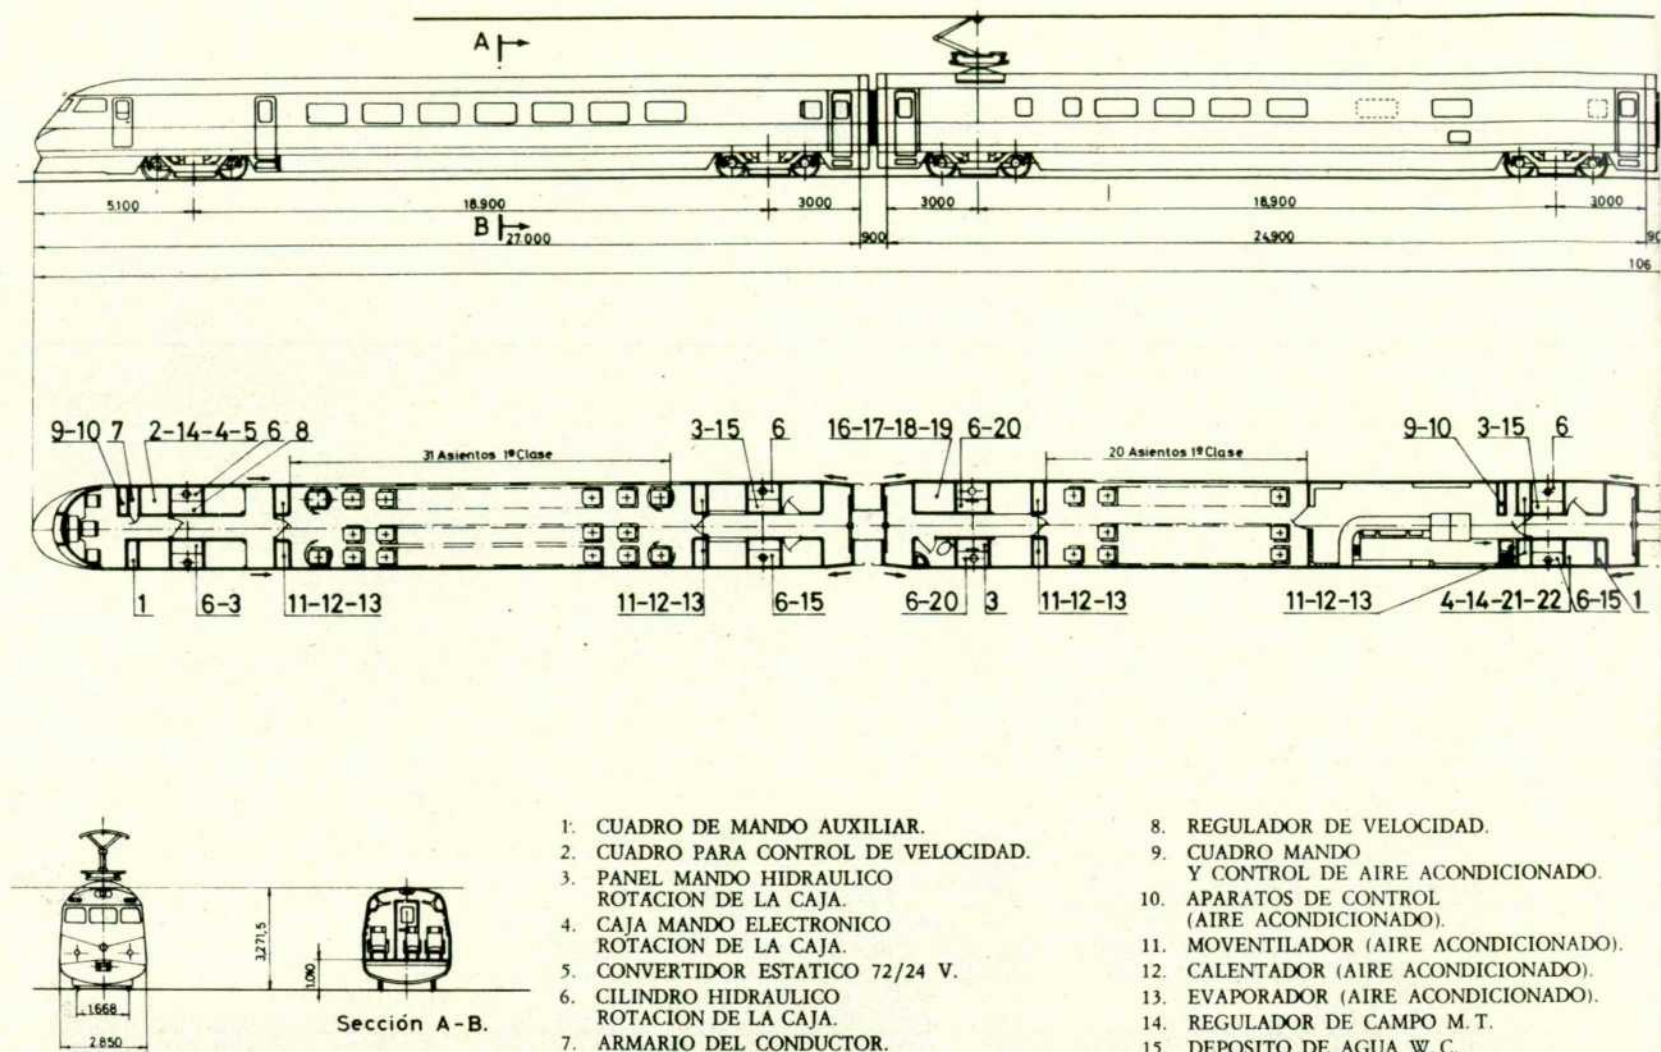 A
5.100
18.900
3000
3000
18.900
3000
B
27.000
900
24.900
90
106
9-10 7 2-14-4-5 6 8
3-15 6
16-17-18-19 6-20
9-10 3-15 6
31 Asientos 1ª Clase
20 Asientos 1ª Clase
1 6-3 11-12-13
11-12-13 6-15
6-20 3 11-12-13
11-12-13 4-14-21-22 6-15 1
3.271,5
1.090
1668
2.850
Sección A-B.
1. CUADRO DE MANDO AUXILIAR.
2. CUADRO PARA CONTROL DE VELOCIDAD.
3. PANEL MANDO HIDRAULICO
ROTACION DE LA CAJA.
4. CAJA MANDO ELECTRONICO
ROTACION DE LA CAJA.
5. CONVERTIDOR ESTATICO 72/24 V.
6. CILINDRO HIDRAULICO
ROTACION DE LA CAJA.
7. ARMARIO DEL CONDUCTOR.
8. REGULADOR DE VELOCIDAD.
9. CUADRO MANDO
Y CONTROL DE AIRE ACONDICIONADO.
10. APARATOS DE CONTROL
(AIRE ACONDICIONADO).
11. MOVENTILADOR (AIRE ACONDICIONADO).
12. CALENTADOR (AIRE ACONDICIONADO).
13. EVAPORADOR (AIRE ACONDICIONADO).
14. REGULADOR DE CAMPO M. T.
15. DEPOSITO DE AGUA W. C.